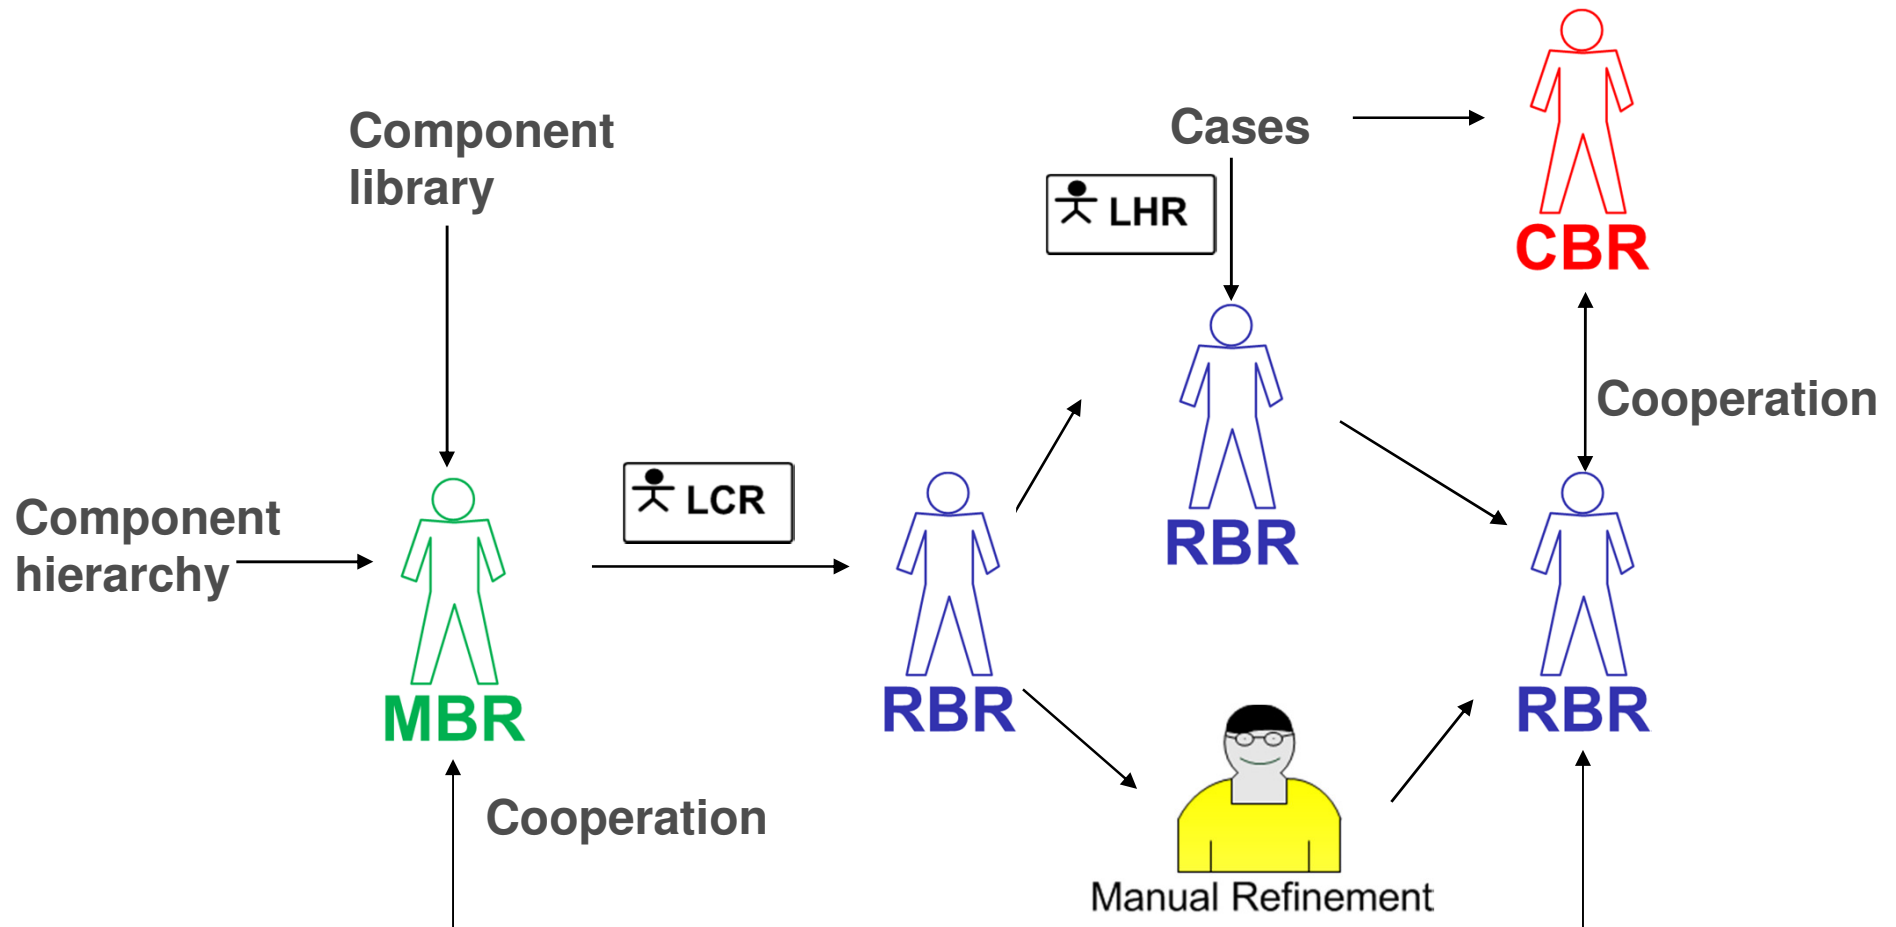 Component
library
Cases
LHR
CBR
Component
hierarchy
LCR
Cooperation
RBR
MBR
RBR
RBR
Cooperation
Manual Refinement